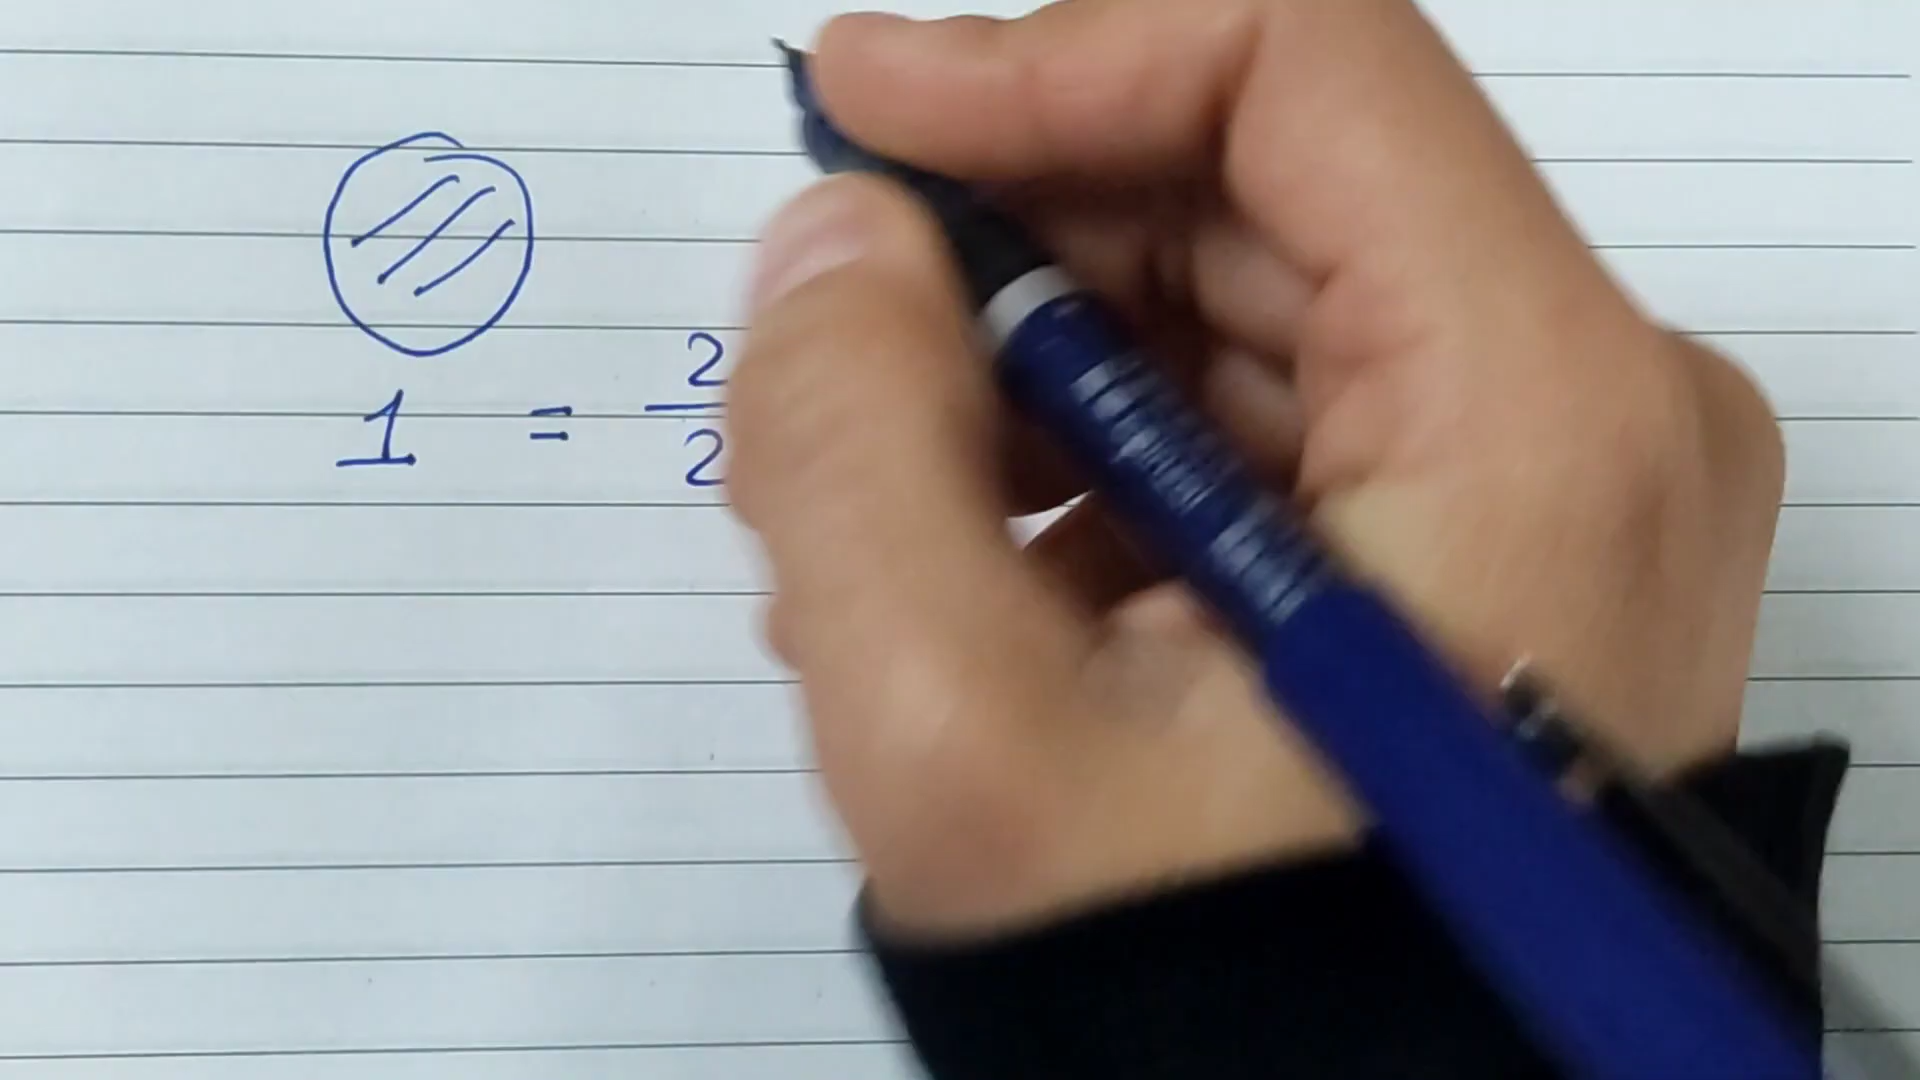 1 = 2/2